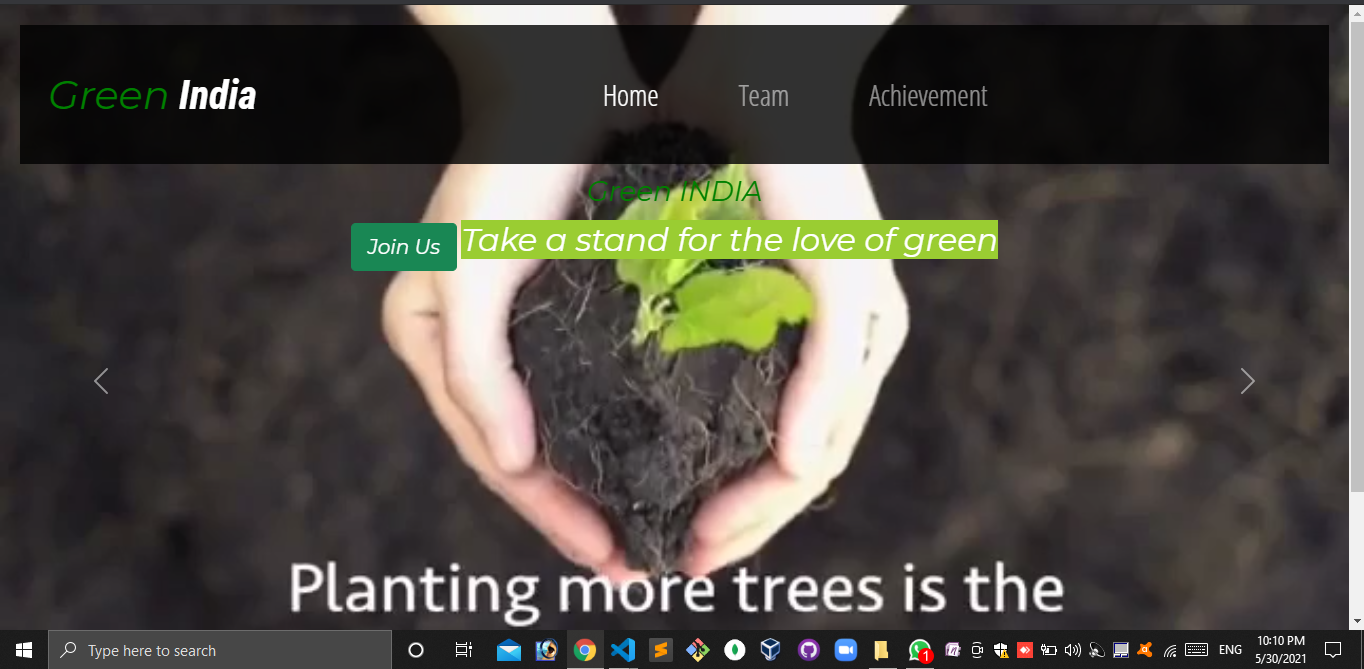 Green India
Home Team Achievement
Green INDIA
Join Us Take a stand for the love of green
Planting more trees is the
Type here to search
1
ENG
10:10 PM
5/30/2021